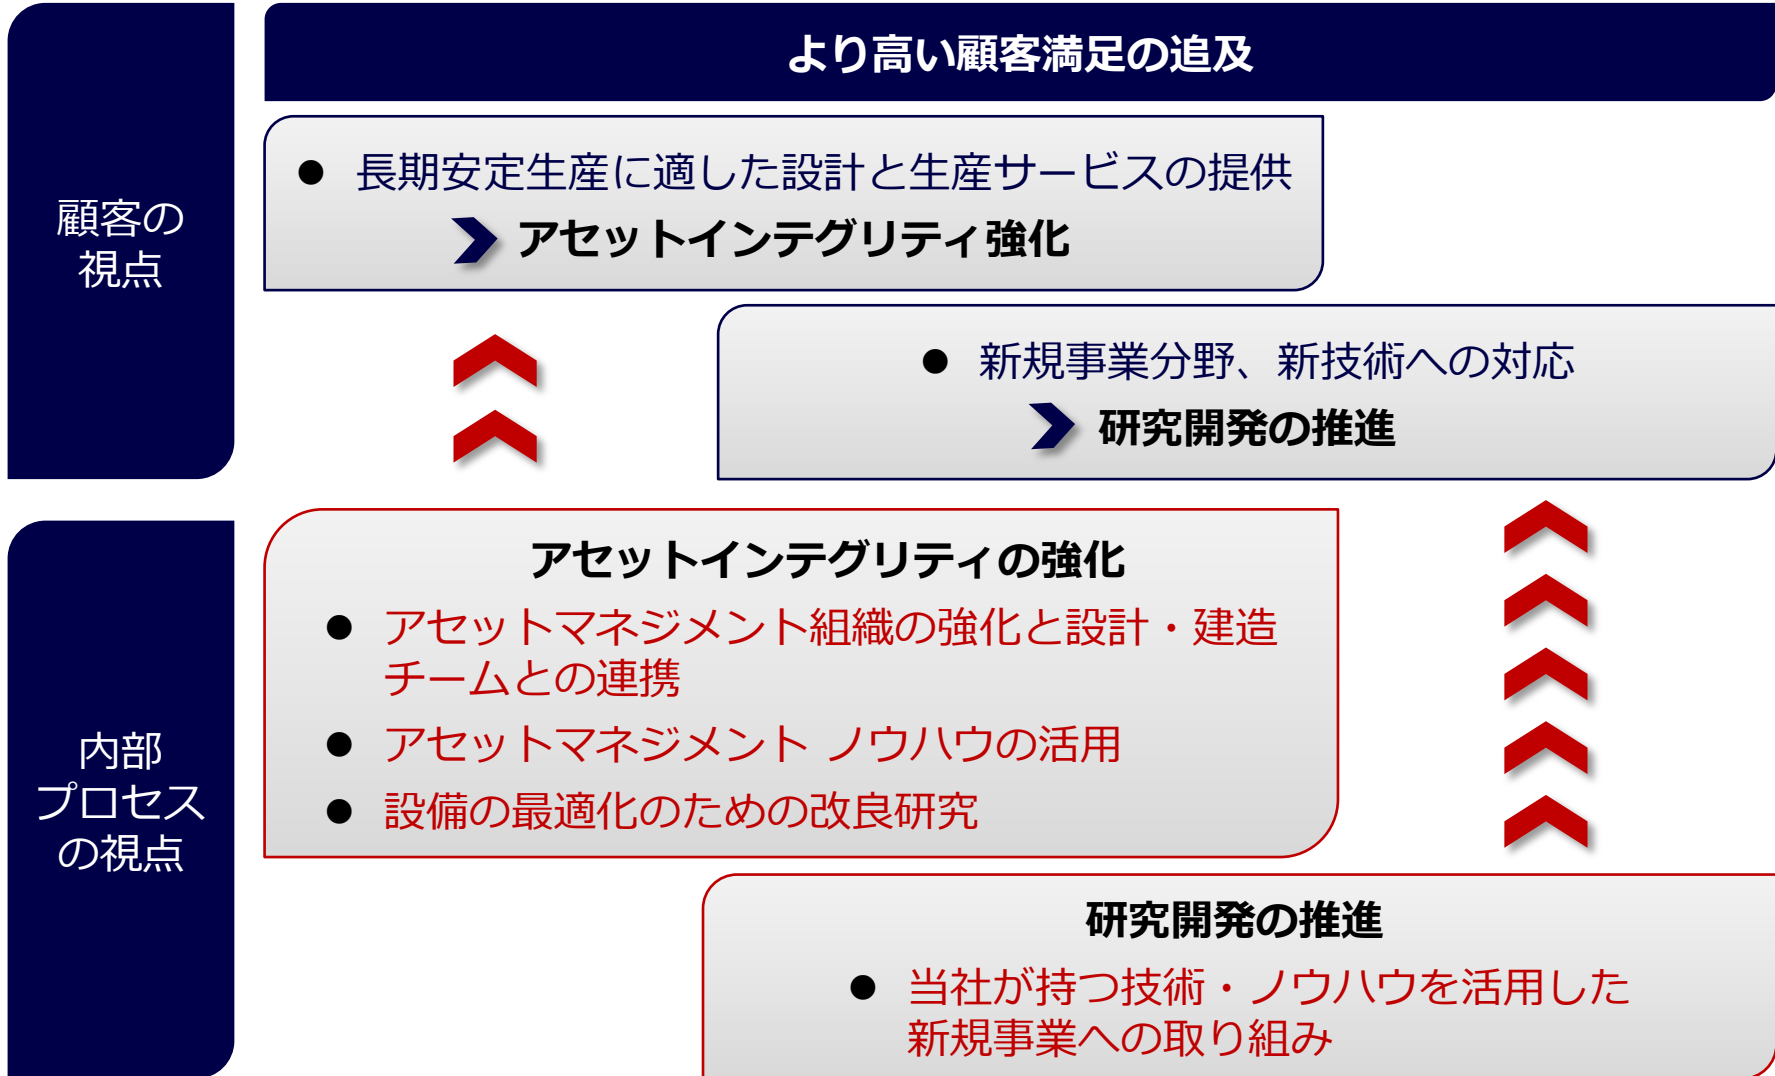 より高い顧客満足の追及
顧客の
視点
● 長期安定生産に適した設計と生産サービスの提供
アセットインテグリティ強化
● 新規事業分野、新技術への対応
研究開発の推進
内部
プロセス
の視点
アセットインテグリティの強化
● アセットマネジメント組織の強化と設計・建造
チームとの連携
● アセットマネジメント ノウハウの活用
● 設備の最適化のための改良研究
研究開発の推進
● 当社が持つ技術・ノウハウを活用した
新規事業への取り組み